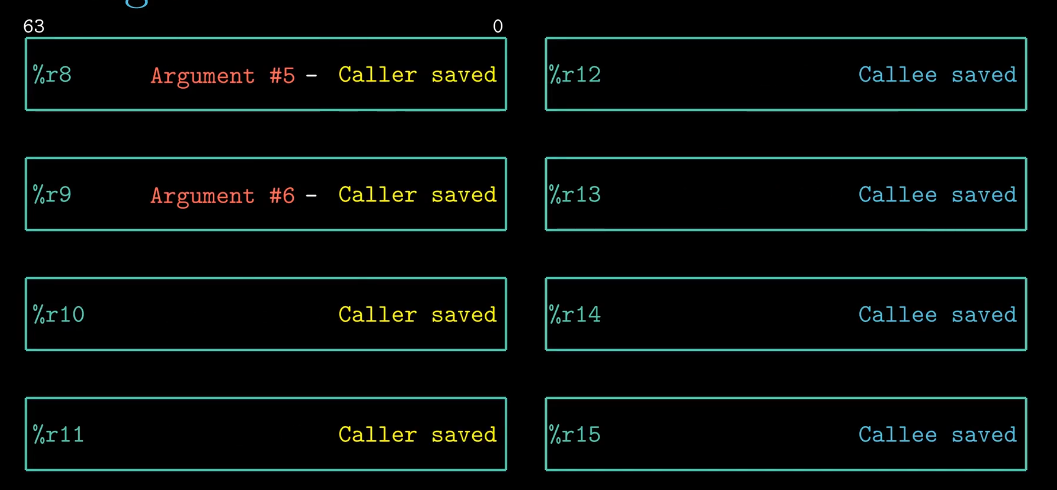 63 0
%r8 Argument #5 - Caller saved
%r12 Callee saved
%r9 Argument #6 - Caller saved
%r13 Callee saved
%r10 Caller saved
%r14 Callee saved
%r11 Caller saved
%r15 Callee saved